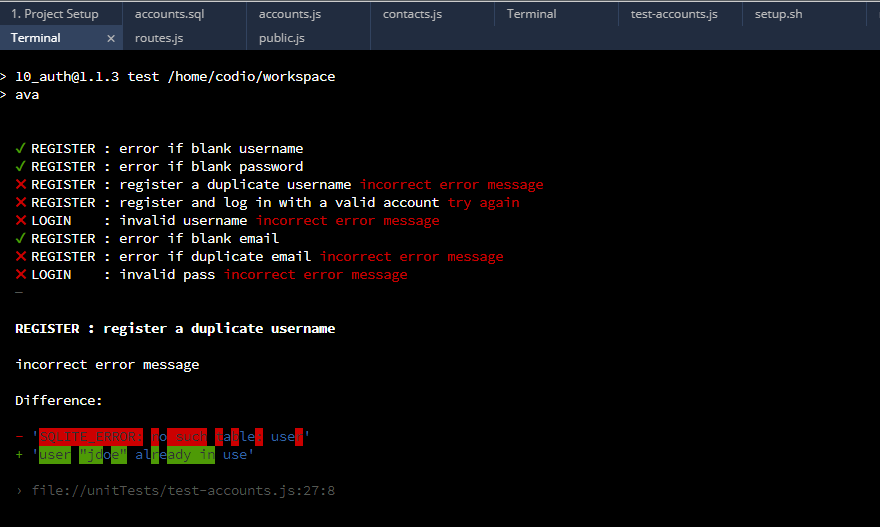 1. Project Setup accounts.sql accounts.js contacts.js Terminal test-accounts.js setup.sh
Terminal × routes.js public.js
> 10_auth@1.1.3 test /home/codio/workspace
> ava
✓ REGISTER : error if blank username
✓ REGISTER : error if blank password
✗ REGISTER : register a duplicate username incorrect error message
✗ REGISTER : register and log in with a valid account try again
✗ LOGIN    : invalid username incorrect error message
✓ REGISTER : error if blank email
✗ REGISTER : error if duplicate email incorrect error message
✗ LOGIN    : invalid pass incorrect error message
─
REGISTER : register a duplicate username
incorrect error message
Difference:
- 'SQLITE_ERROR: no such table: user'
+ 'user "jdoe" already in use'
› file://unitTests/test-accounts.js:27:8